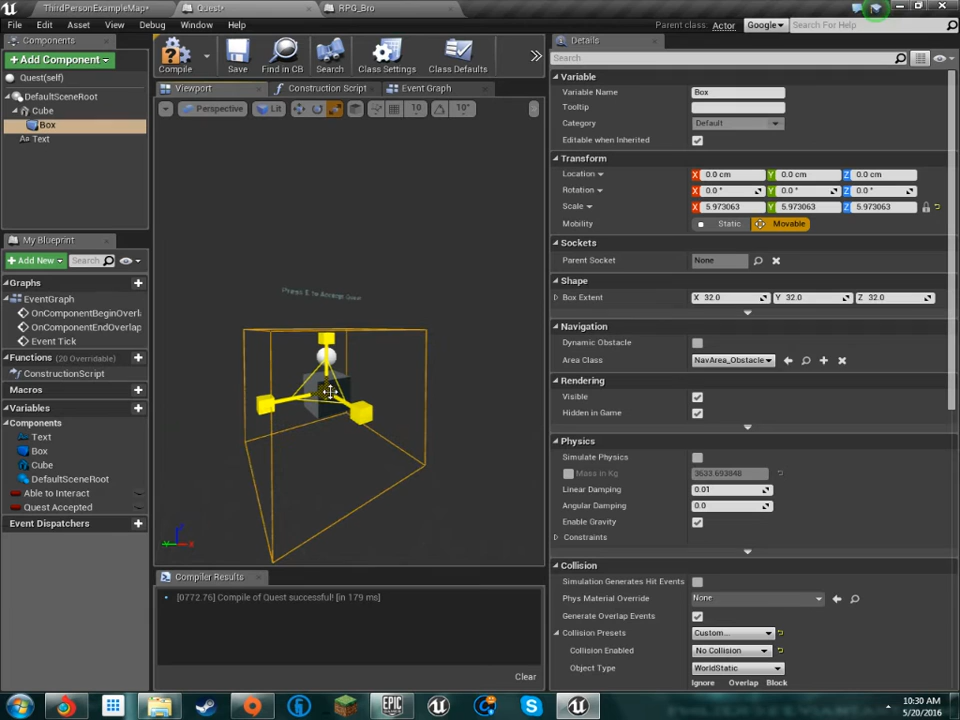 ThirdPersonExampleMap*
Quest*
RPG_Bro
File Edit Asset View Debug Window Help
Parent class: Actor
Google
Search For Help
Components
Add Component
Quest(self)
DefaultSceneRoot
Cube
Box
Text
Compile
Save
Find in CB
Search
Class Settings
Class Defaults
Viewport
Construction Script
Event Graph
Perspective
Lit
10
10°
My Blueprint
Add New
Search
Graphs
EventGraph
OnComponentBeginOverl
OnComponentEndOverlap
Event Tick
Functions (20 Overridable)
ConstructionScript
Macros
Variables
Components
Text
Box
Cube
DefaultSceneRoot
Able to Interact
Quest Accepted
Event Dispatchers
Press E to Accept Quest
Compiler Results
[0772.76] Compile of Quest successful! [in 179 ms]
Clear
Details
Search
Variable
Variable Name Box
Tooltip
Category Default
Editable when Inherited
Transform
Location X 0.0 cm Y 0.0 cm Z 0.0 cm
Rotation X 0.0 ° Y 0.0 ° Z 0.0 °
Scale X 5.973063 Y 5.973063 Z 5.973063
Mobility Static Movable
Sockets
Parent Socket None
Shape
Box Extent X 32.0 Y 32.0 Z 32.0
Navigation
Dynamic Obstacle
Area Class NavArea_Obstacle
Rendering
Visible
Hidden in Game
Physics
Simulate Physics
Mass in Kg 3533.693848
Linear Damping 0.01
Angular Damping 0.0
Enable Gravity
Constraints
Collision
Simulation Generates Hit Events
Phys Material Override None
Generate Overlap Events
Collision Presets Custom...
Collision Enabled No Collision
Object Type WorldStatic
Ignore Overlap Block
EPIC
10:30 AM
5/20/2016